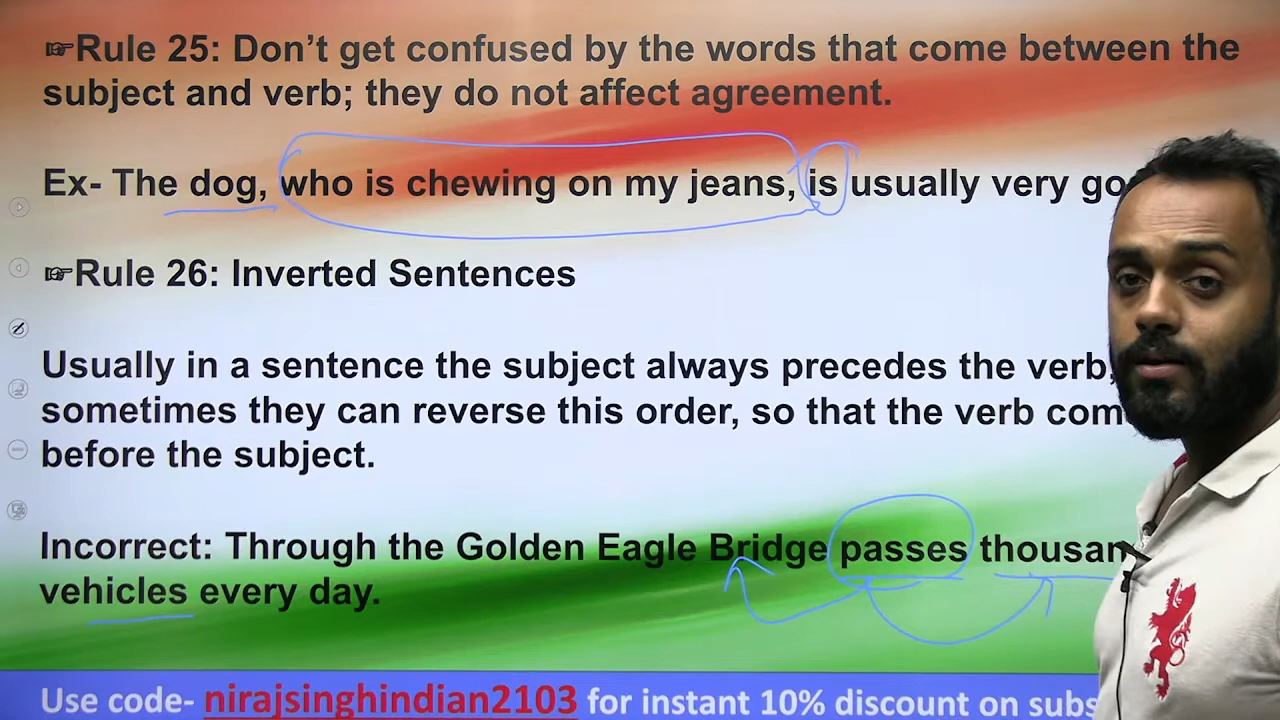 ☞Rule 25: Don't get confused by the words that come between the
subject and verb; they do not affect agreement.
Ex- The dog, who is chewing on my jeans, is usually very go
☞Rule 26: Inverted Sentences
Usually in a sentence the subject always precedes the verb,
sometimes they can reverse this order, so that the verb com
before the subject.
Incorrect: Through the Golden Eagle Bridge passes thousan
vehicles every day.
Use code- nirajsinghindian2103 for instant 10% discount on subs